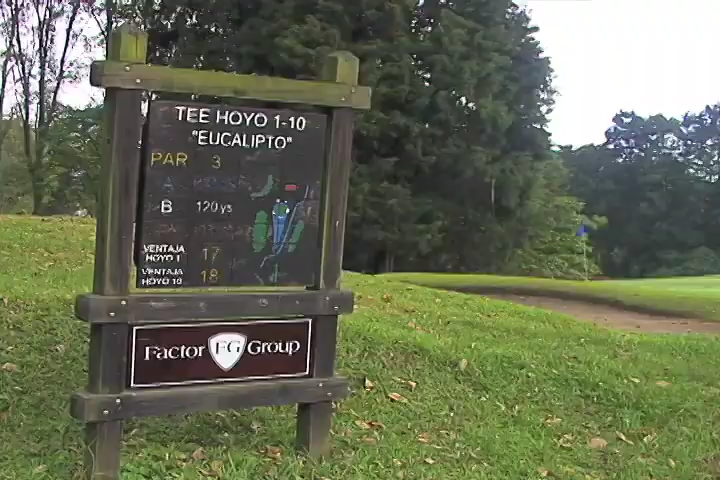 TEE HOYO 1-10
"EUCALIPTO"
PAR 3
A
B 120 ys
VENTAJA
HOYO 1 17
VENTAJA
HOYO 10 18
Factor FG Group